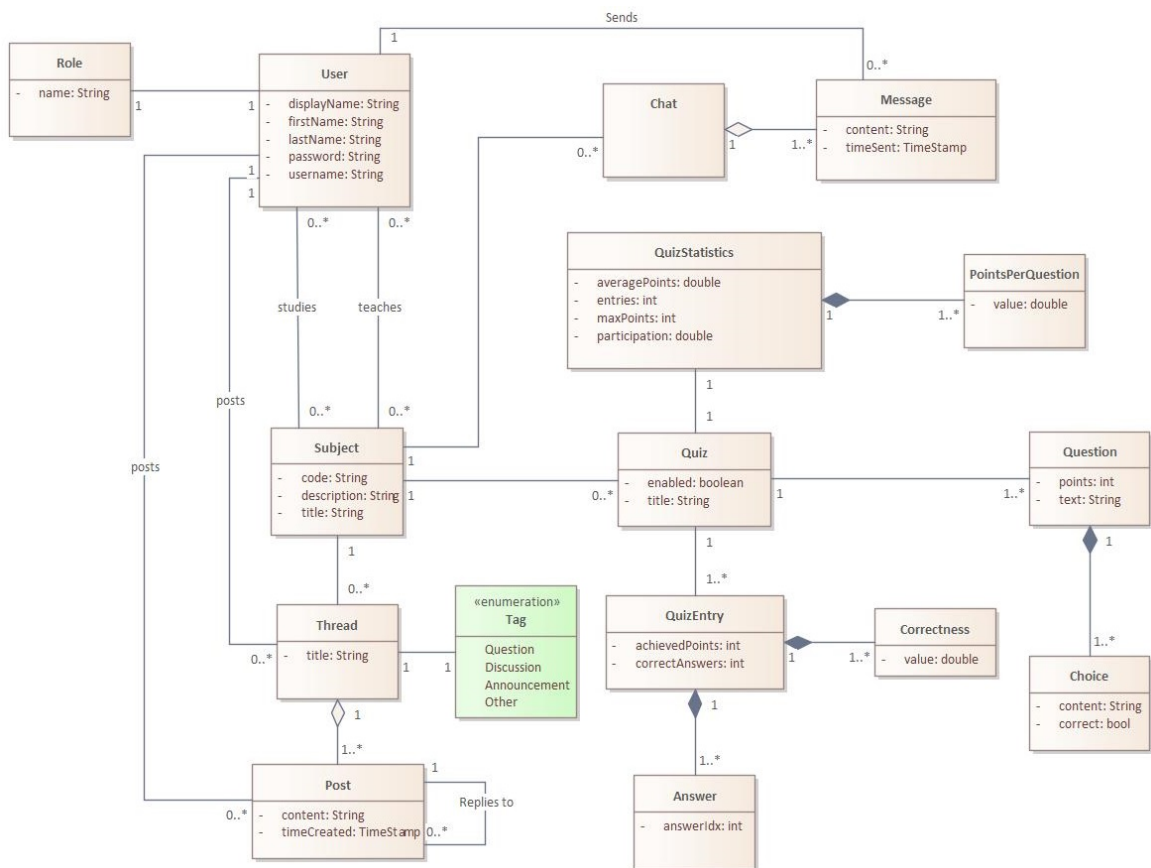 Sends
1
0..*
Role
- name: String
1
1
User
- displayName: String
- firstName: String
- lastName: String
- password: String
- username: String
1
1
Chat
0..*
1
1..*
Message
- content: String
- timeSent: TimeStamp
0..*
0..*
studies
teaches
0..*
0..*
posts
posts
QuizStatistics
- averagePoints: double
- entries: int
- maxPoints: int
- participation: double
1
1..*
PointsPerQuestion
- value: double
1
1
Subject
- code: String
- description: String
- title: String
1
1
0..*
Quiz
- enabled: boolean
- title: String
1
1..*
Question
- points: int
- text: String
1
0..*
1
1..*
1
1..*
Thread
- title: String
0..*
1
1
«enumeration»
Tag
Question
Discussion
Announcement
Other
QuizEntry
- achievedPoints: int
- correctAnswers: int
1
1..*
Correctness
- value: double
Choice
- content: String
- correct: bool
1
1..*
1
1..*
Post
- content: String
- timeCreated: TimeStamp
0..*
1
Replies to
0..*
Answer
- answerIdx: int